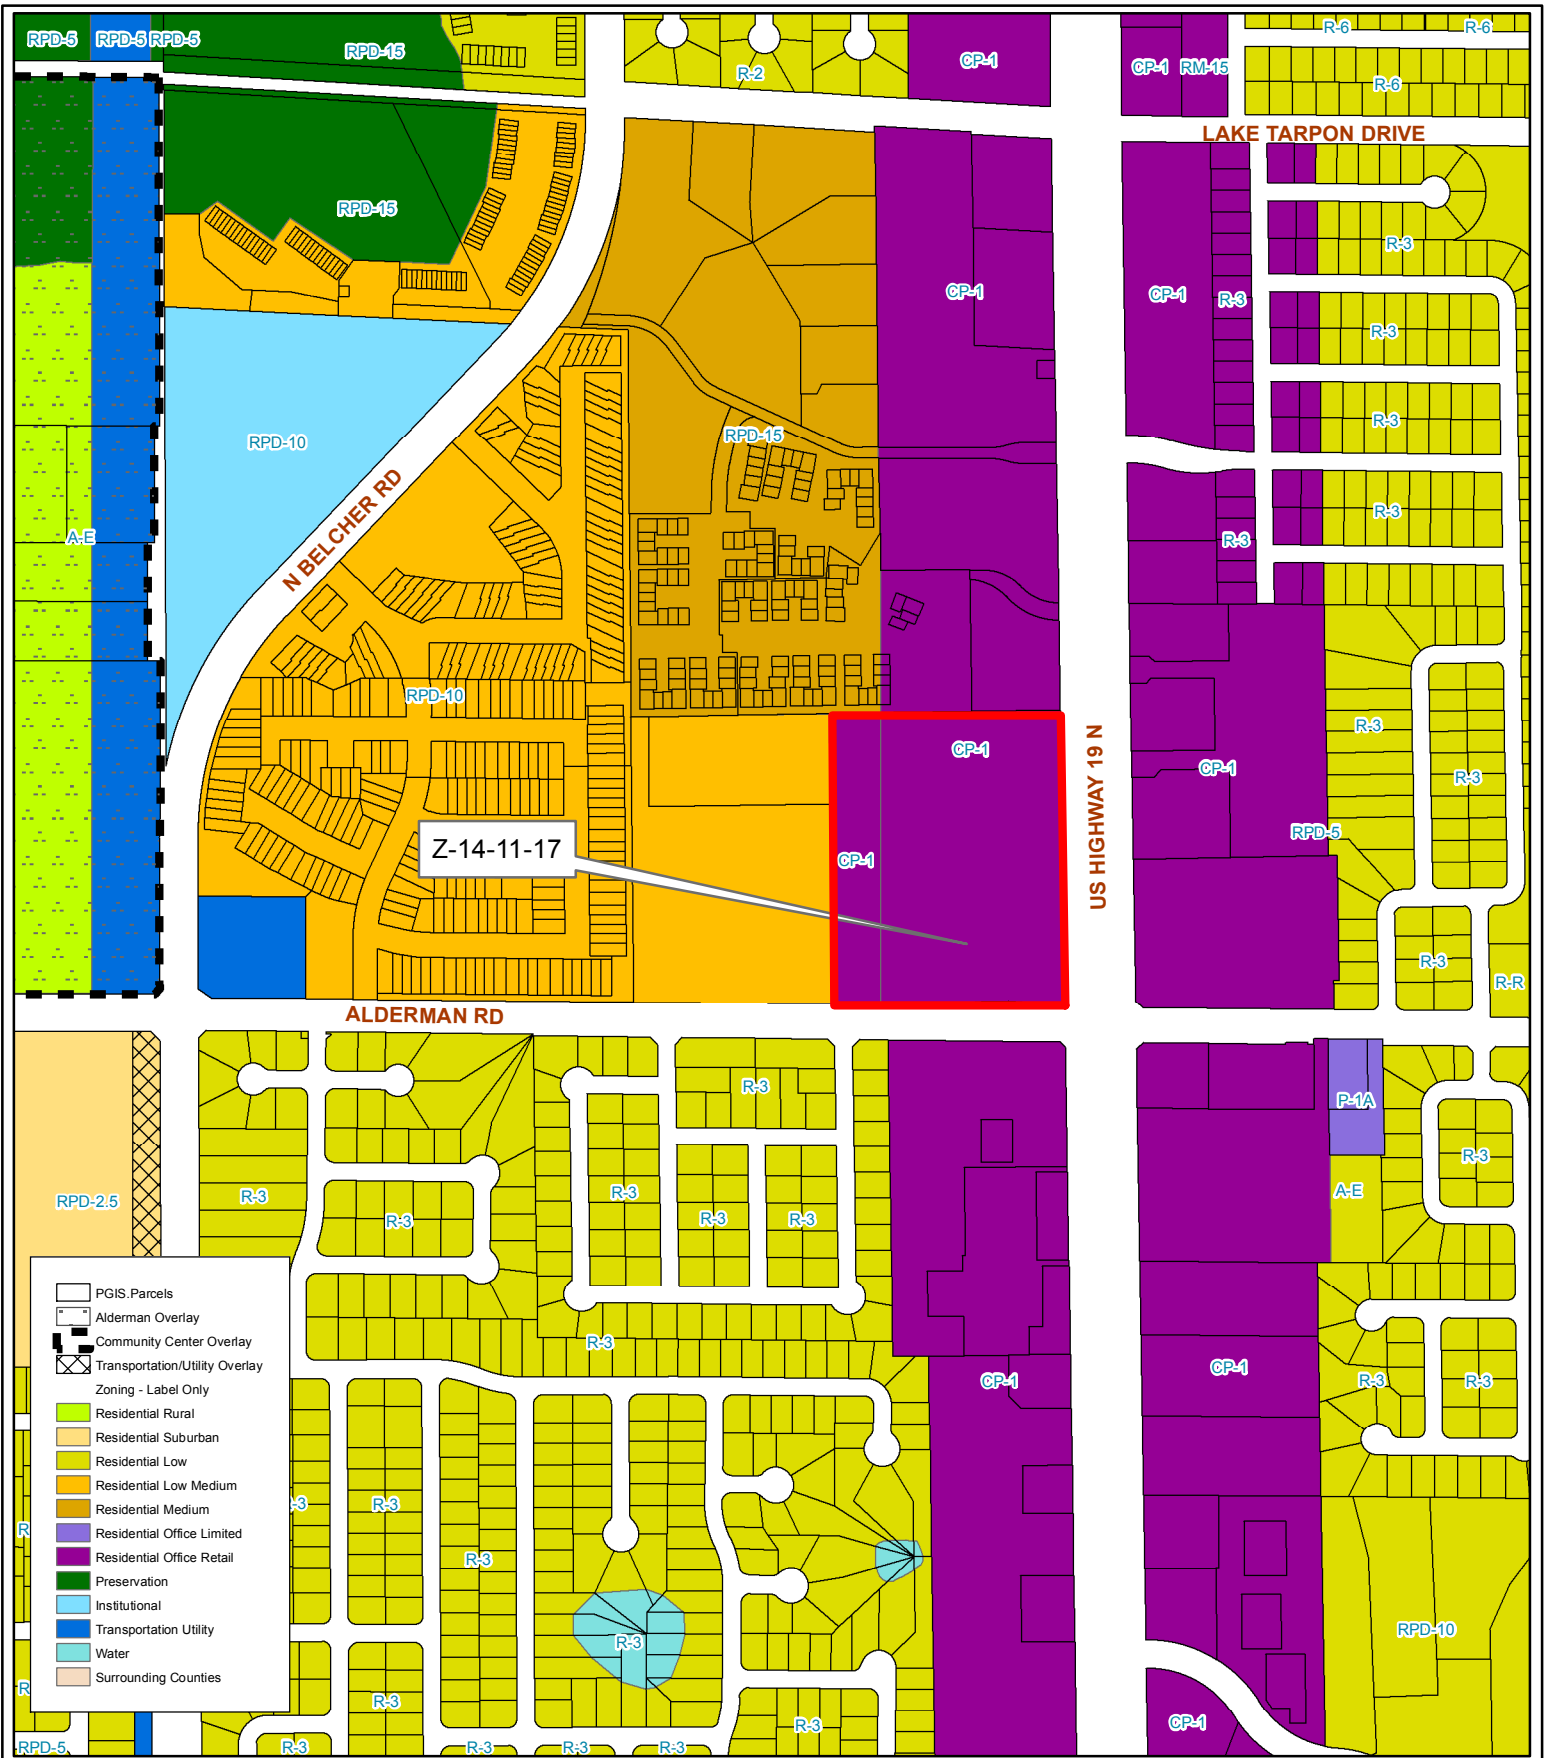 RPD-5
RPD-5
RPD-5
RPD-15
R-2
CP-1
CP-1
RM-15
R-6
R-6
R-6
LAKE TARPON DRIVE
RPD-15
R-3
CP-1
CP-1
R-3
R-3
RPD-10
RPD-15
R-3
N BELCHER RD
R-3
A-E
R-3
RPD-10
R-3
CP-1
US HIGHWAY 19 N
CP-1
R-3
RPD-5
Z-14-11-17
CP-1
R-3
R-R
ALDERMAN RD
R-3
P-1A
R-3
RPD-2.5
R-3
R-3
R-3
R-3
R-3
A-E
R-3
CP-1
CP-1
R-3
R-3
PGIS.Parcels
Alderman Overlay
Community Center Overlay
Transportation/Utility Overlay
Zoning - Label Only
Residential Rural
Residential Suburban
Residential Low
Residential Low Medium
Residential Medium
Residential Office Limited
Residential Office Retail
Preservation
Institutional
Transportation Utility
Water
Surrounding Counties
-3
R-3
R-3
R
R-3
RPD-10
R
R-3
R-3
CP-1
RPD-5
R-3
R-3
R-3
R-3